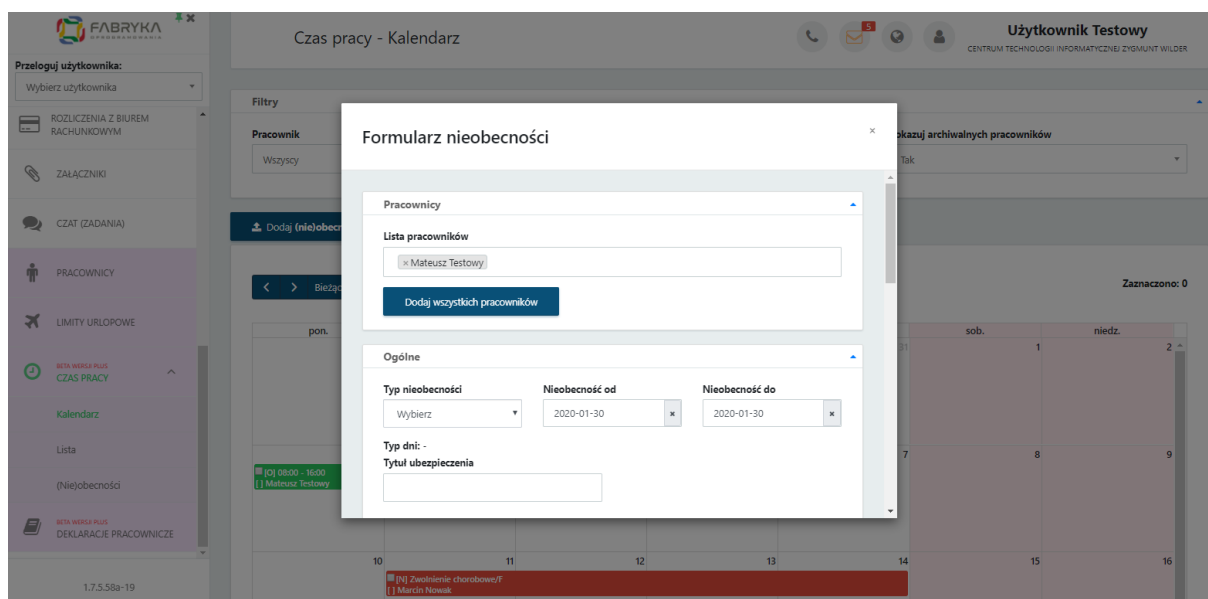 FABRYKA
OPROGRAMOWANIA
Czas pracy - Kalendarz
5
Użytkownik Testowy
CENTRUM TECHNOLOGII INFORMATYCZNEJ ZYGMUNT WILDER
Przeloguj użytkownika:
Wybierz użytkownika
ROZLICZENIA Z BIUREM
RACHUNKOWYM
ZAŁĄCZNIKI
CZAT (ZADANIA)
PRACOWNICY
LIMITY URLOPOWE
BETA WERSJI PLUS
CZAS PRACY
Kalendarz
Lista
(Nie)obecności
BETA WERSJI PLUS
DEKLARACJE PRACOWNICZE
1.7.5.58a-19
Filtry
Pracownik
Wszyscy
okazuj archiwalnych pracowników
Tak
Dodaj (nie)obecn
Bieżąc
Zaznaczono: 0
Formularz nieobecności
×
Pracownicy
Lista pracowników
× Mateusz Testowy
Dodaj wszystkich pracowników
Ogólne
Typ nieobecności
Nieobecność od
Nieobecność do
Wybierz
2020-01-30
×
2020-01-30
×
Typ dni: -
Tytuł ubezpieczenia
pon.
sob.
niedz.
31
1
2
[O] 08:00 - 16:00
[ ] Mateusz Testowy
7
8
9
10
11
12
13
14
15
16
[N] Zwolnienie chorobowe/F
[ ] Marcin Nowak